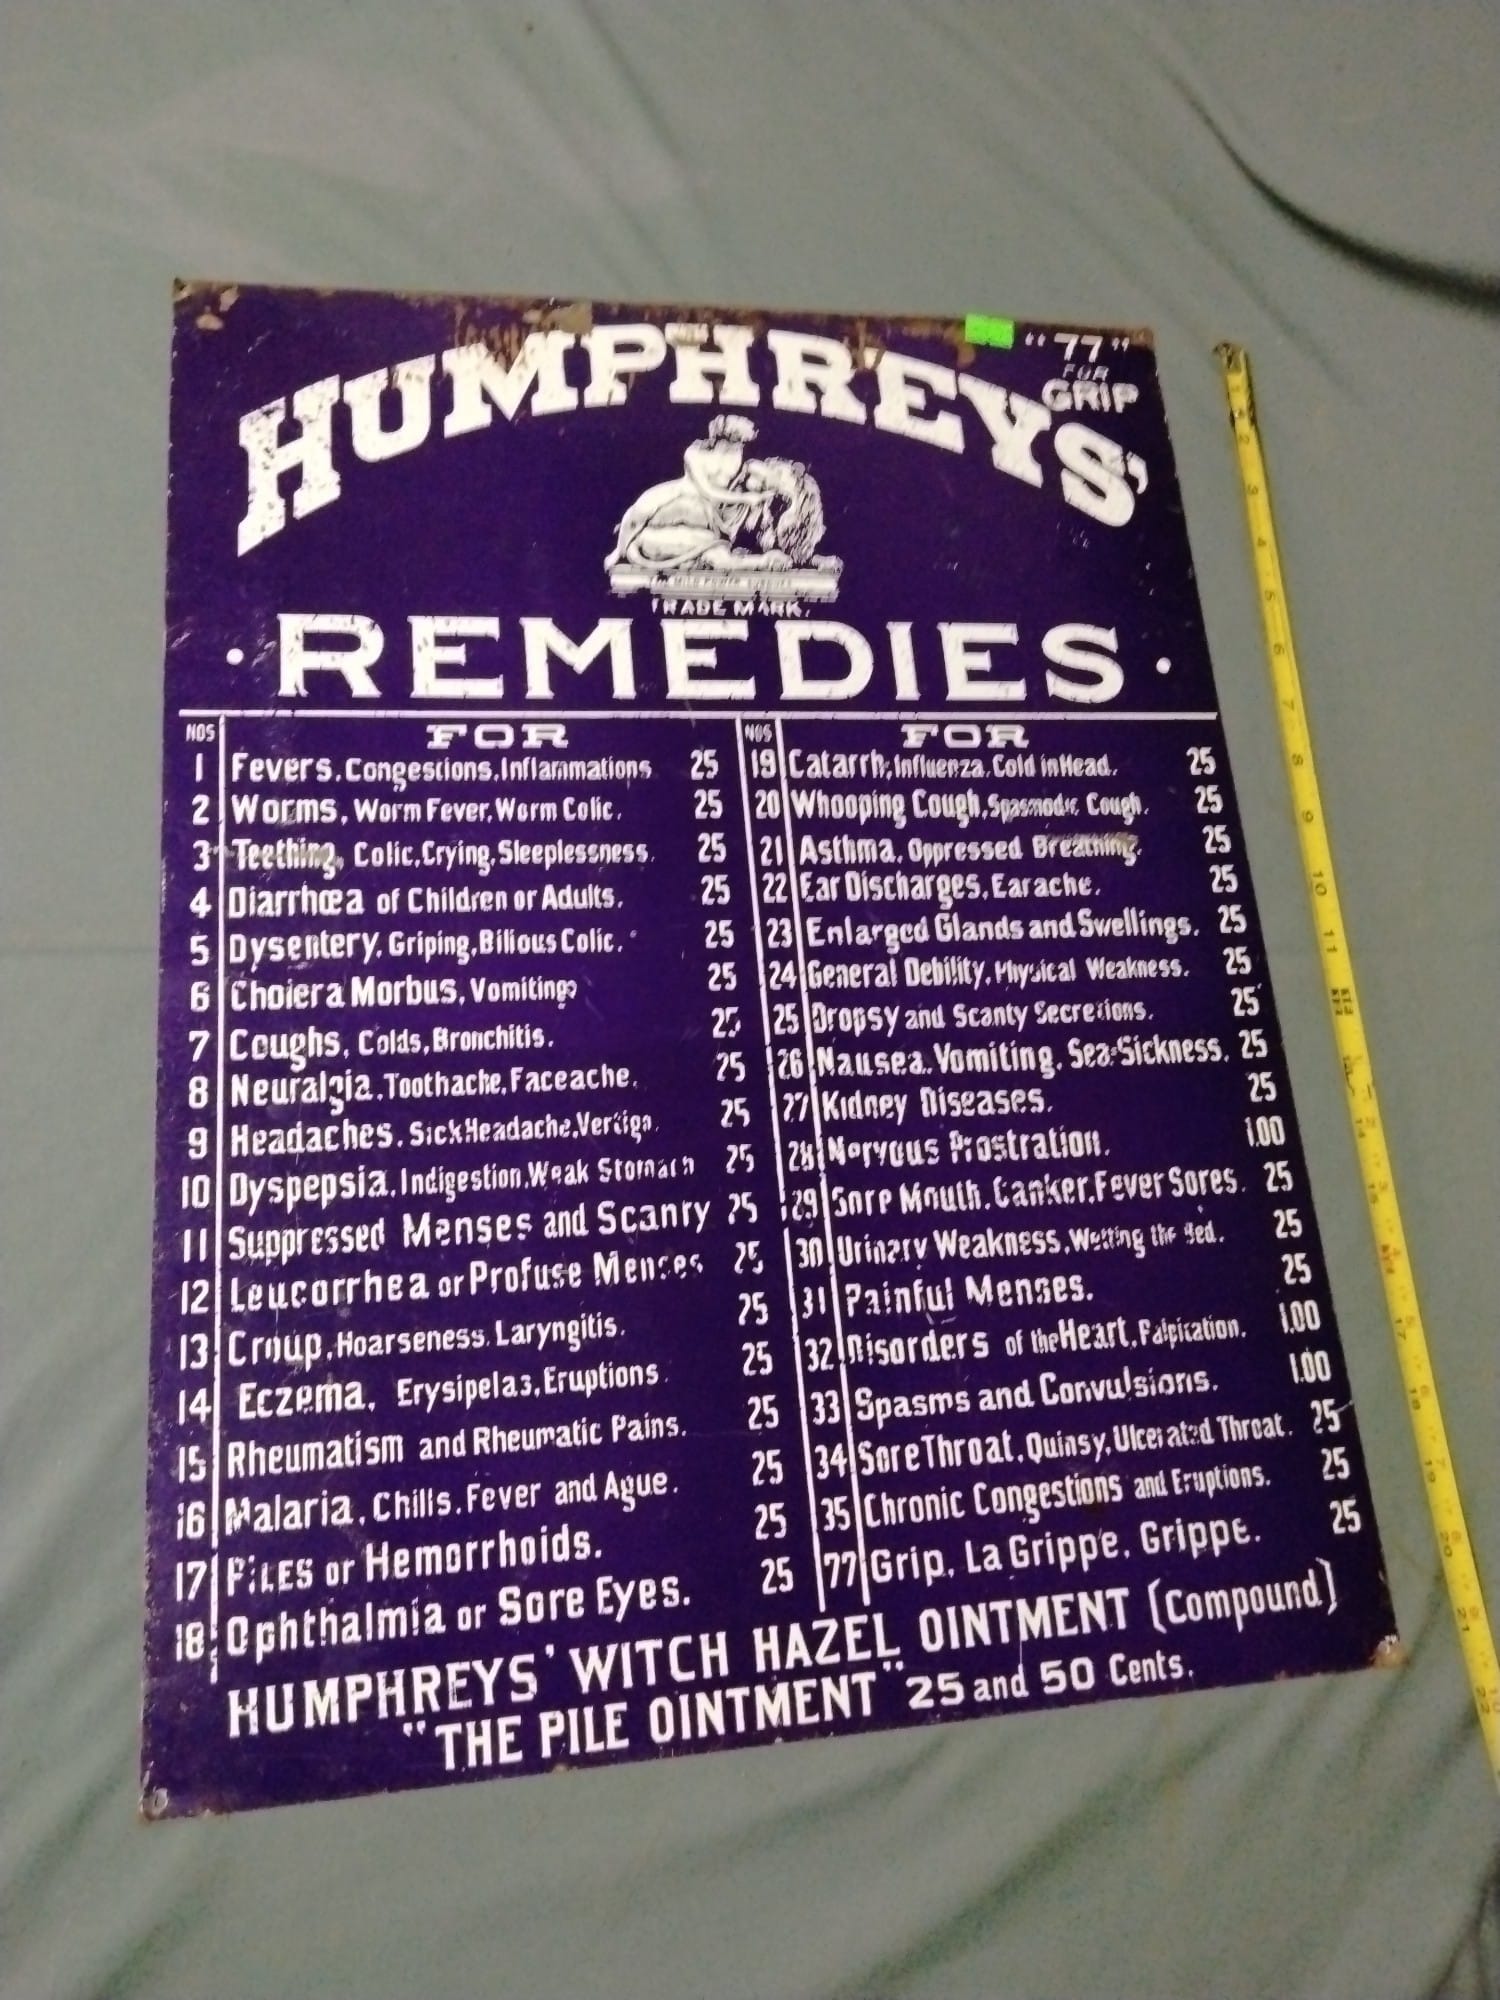 "77"
FOR
GRIP
HUMPHREYS'
TRADE MARK.
· REMEDIES ·
NOS FOR
1 Fevers, Congestions, Inflammations 25
2 Worms, Worm Fever, Worm Colic. 25
3 Teething, Colic, Crying, Sleeplessness. 25
4 Diarrhœa of Children or Adults. 25
5 Dysentery, Griping, Bilious Colic. 25
6 Cholera Morbus, Vomiting 25
7 Coughs, Colds, Bronchitis. 25
8 Neuralgia, Toothache, Faceache. 25
9 Headaches, Sick Headache, Vertigo. 25
10 Dyspepsia, Indigestion, Weak Stomach 25
11 Suppressed Menses and Scanty 25
12 Leucorrhea or Profuse Menses 25
13 Croup, Hoarseness, Laryngitis. 25
14 Eczema, Erysipelas, Eruptions. 25
15 Rheumatism and Rheumatic Pains. 25
16 Malaria, Chills, Fever and Ague. 25
17 PILES or Hemorrhoids. 25
18 Ophthalmia or Sore Eyes. 25
NOS FOR
19 Catarrh, Influenza, Cold in Head. 25
20 Whooping Cough, Spasmodic Cough. 25
21 Asthma, Oppressed Breathing. 25
22 Ear Discharges, Earache. 25
23 Enlarged Glands and Swellings. 25
24 General Debility, Physical Weakness. 25
25 Dropsy and Scanty Secretions. 25
26 Nausea, Vomiting, Sea-Sickness. 25
27 Kidney Diseases. 25
28 Nervous Prostration. 1.00
29 Sore Mouth, Canker, Fever Sores. 25
30 Urinary Weakness, Wetting the Bed. 25
31 Painful Menses. 25
32 Disorders of the Heart, Palpitation. 1.00
33 Spasms and Convulsions. 1.00
34 Sore Throat, Quinsy, Ulcerated Throat. 25
35 Chronic Congestions and Eruptions. 25
77 Grip, La Grippe, Grippe. 25
HUMPHREYS' WITCH HAZEL OINTMENT (Compound)
"THE PILE OINTMENT" 25 and 50 Cents.